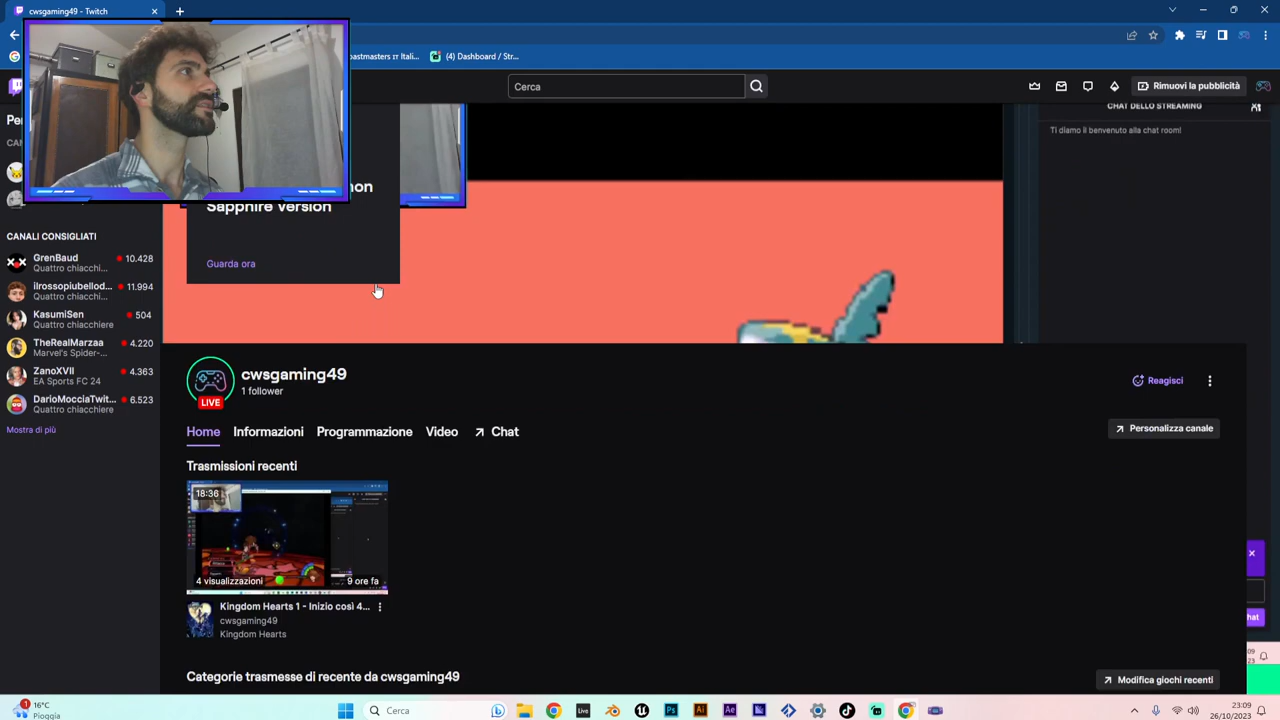 cwsgaming49 - Twitch
oastmasters IT Itali...
(4) Dashboard / Str...
Cerca
Rimuovi la pubblicità
CHAT DELLO STREAMING
Ti diamo il benvenuto alla chat room!
Sapphire Version
Guarda ora
CANALI CONSIGLIATI
GrenBaud 10.428
Quattro chiacchi...
ilrossopiubellod... 11.994
Quattro chiacchi...
KasumiSen 504
Quattro chiacchiere
TheRealMarzaa 4.220
Marvel's Spider-...
ZanoXVII 4.363
EA Sports FC 24
DarioMocciaTwit... 6.523
Quattro chiacchiere
Mostra di più
cwsgaming49
1 follower
LIVE
Reagisci
Home Informazioni Programmazione Video Chat
Personalizza canale
Trasmissioni recenti
18:36
4 visualizzazioni 9 ore fa
Kingdom Hearts 1 - Inizio così 4...
cwsgaming49
Kingdom Hearts
Categorie trasmesse di recente da cwsgaming49
Modifica giochi recenti
16°C
Pioggia
Cerca
23:09
26/10/2023